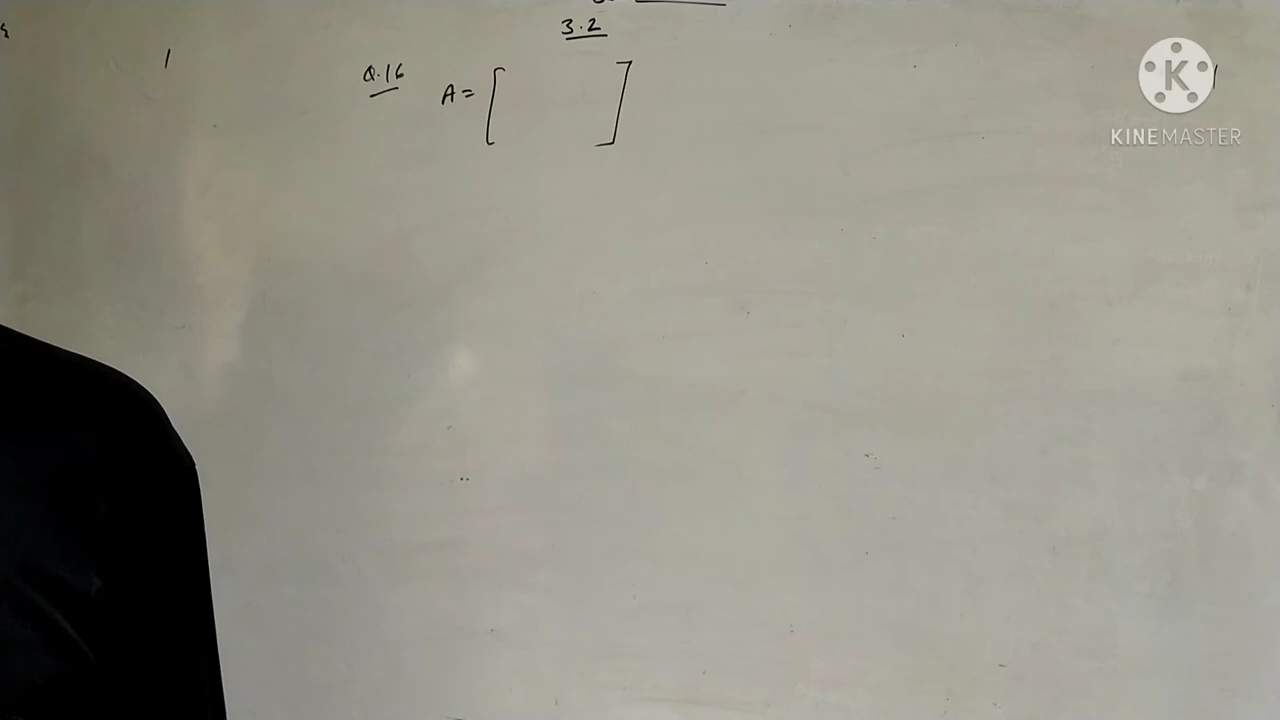 3.2
Q.16 A = [ ]
K
KINEMASTER